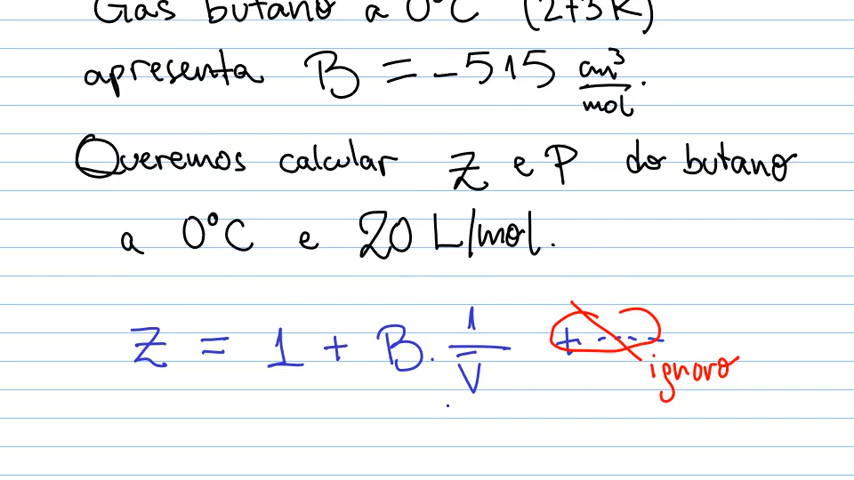 Gás butano a 0°C (273K)
apresenta B = -515 cm³/mol.
Queremos calcular Z e P do butano
a 0°C e 20 L/mol.
Z = 1 + B. 1/V̄ + ----
ignoro